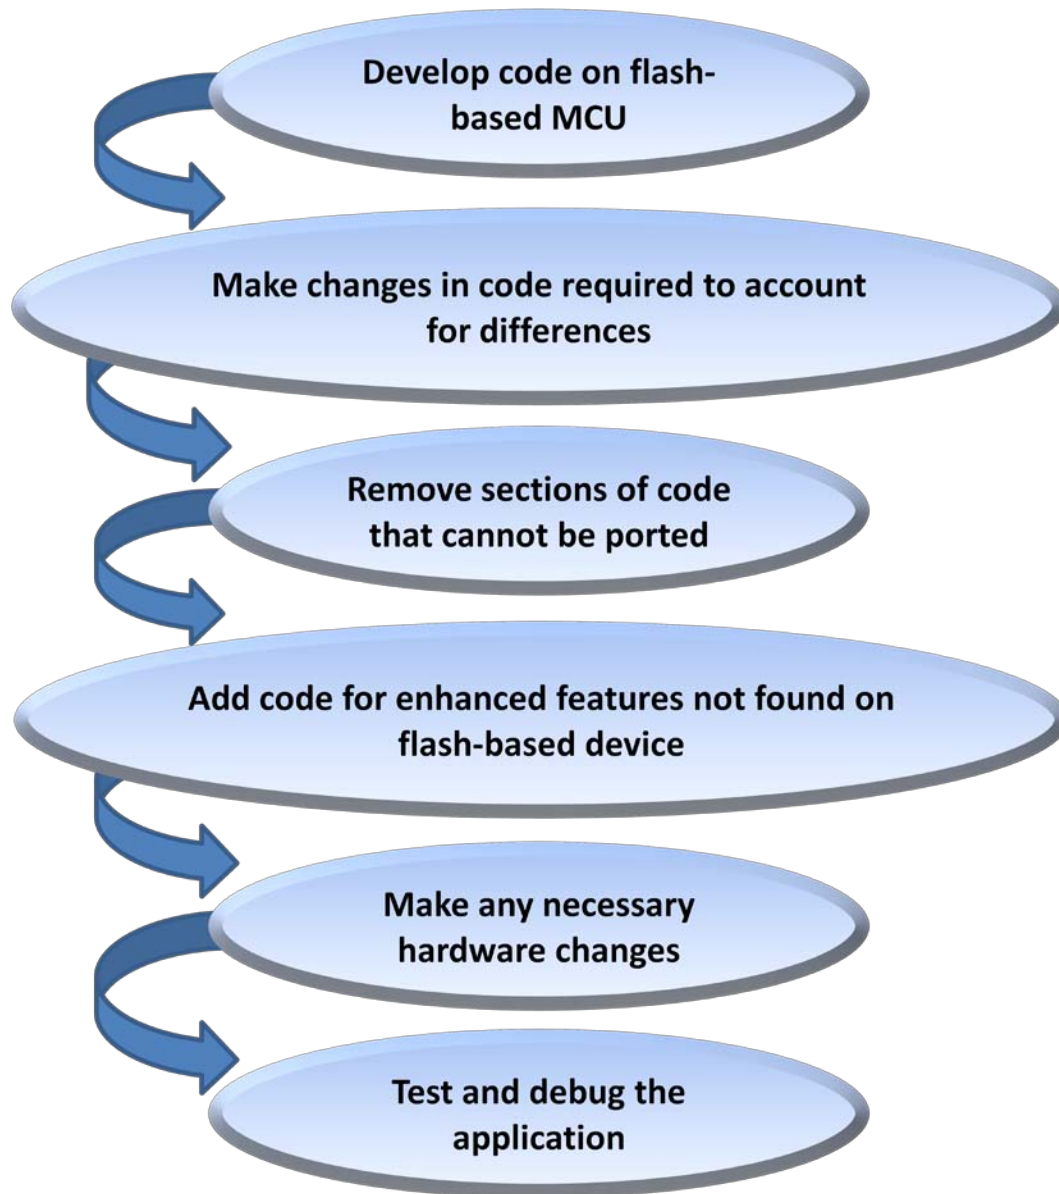 Develop code on flash-
based MCU
Make changes in code required to account
for differences
Remove sections of code
that cannot be ported
Add code for enhanced features not found on
flash-based device
Make any necessary
hardware changes
Test and debug the
application